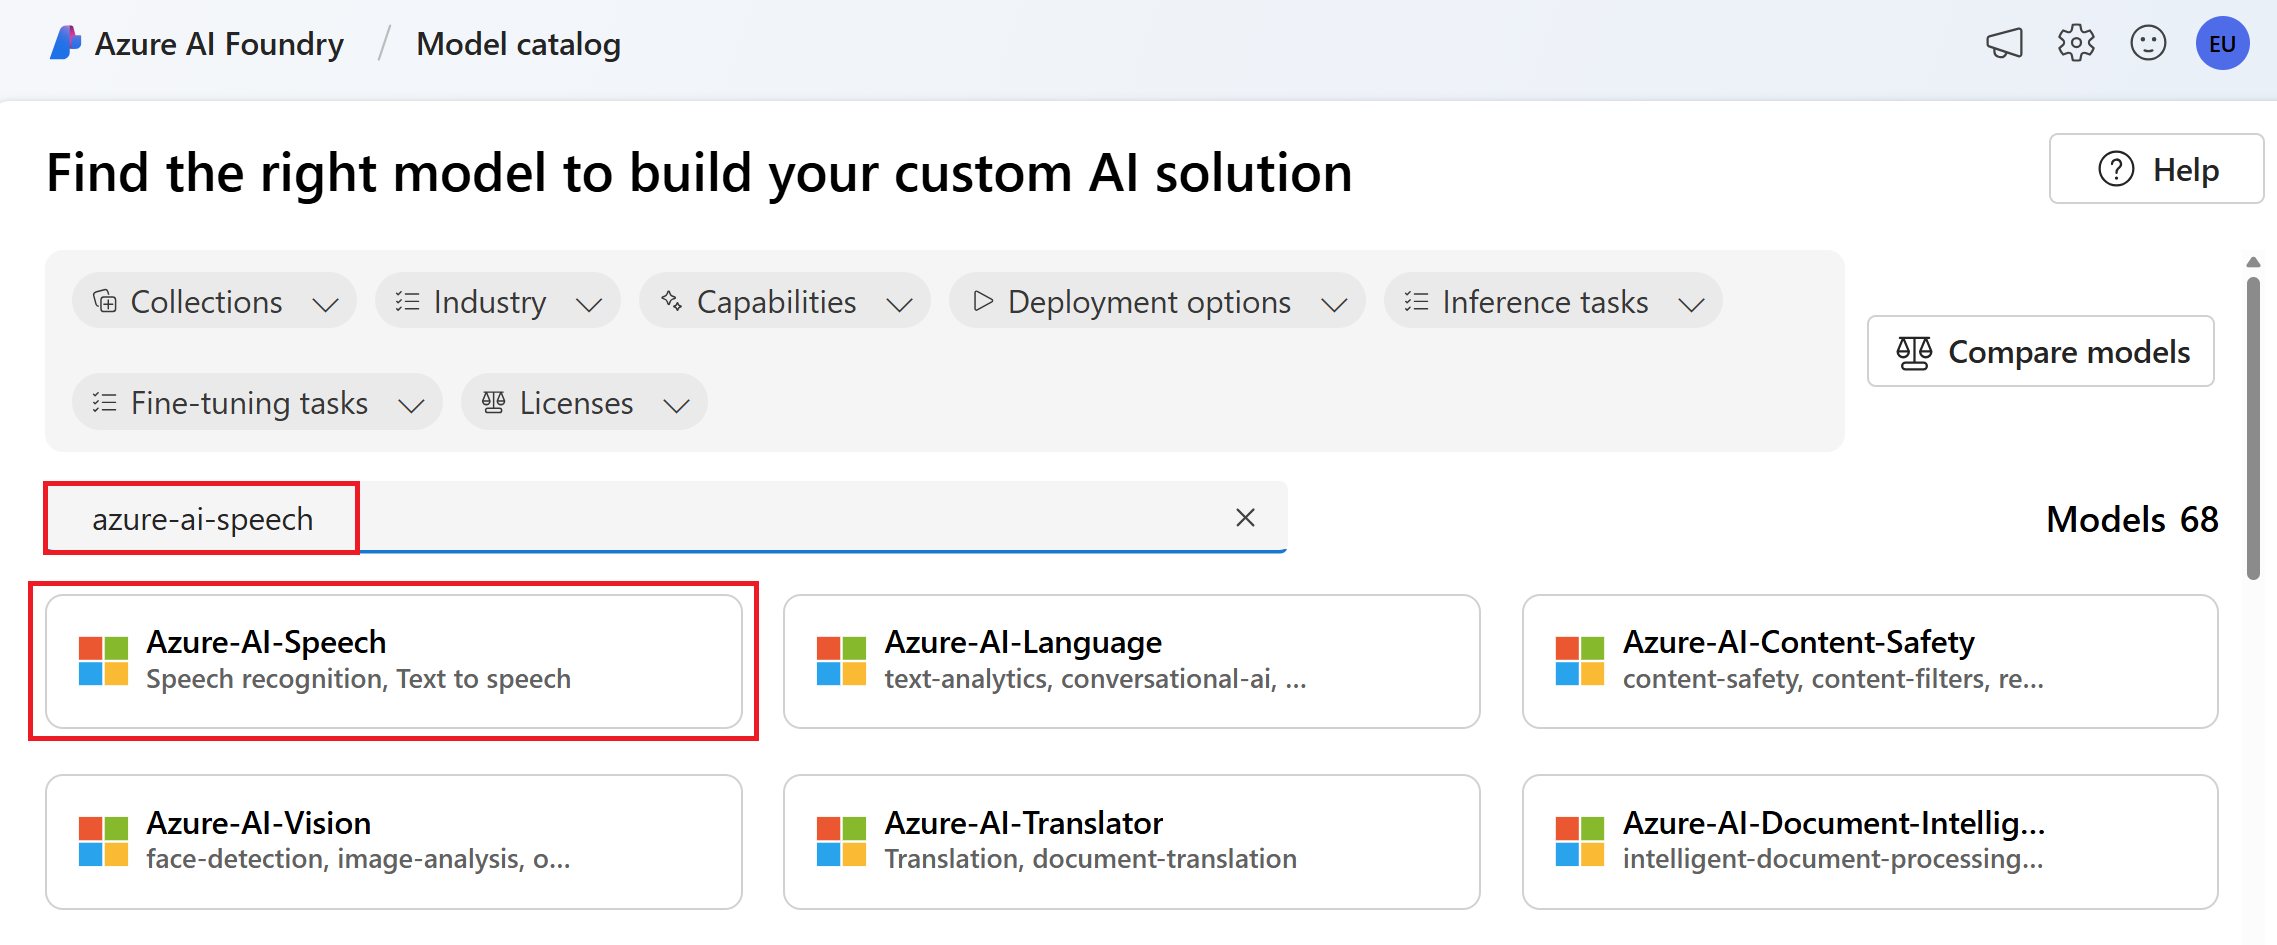 Azure AI Foundry / Model catalog
EU
Find the right model to build your custom AI solution
Help
Collections
Industry
Capabilities
Deployment options
Inference tasks
Compare models
Fine-tuning tasks
Licenses
azure-ai-speech
Models 68
Azure-AI-Speech
Speech recognition, Text to speech
Azure-AI-Language
text-analytics, conversational-ai, ...
Azure-AI-Content-Safety
content-safety, content-filters, re...
Azure-AI-Vision
face-detection, image-analysis, o...
Azure-AI-Translator
Translation, document-translation
Azure-AI-Document-Intellig...
intelligent-document-processing...